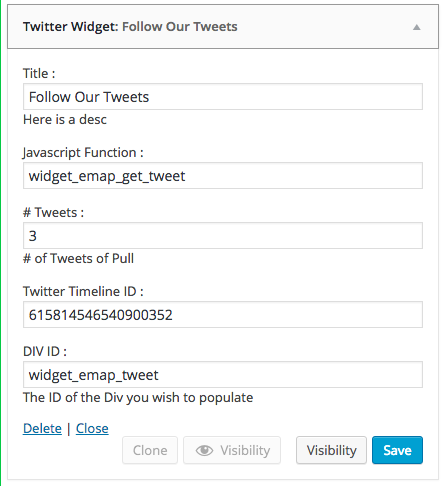 Twitter Widget: Follow Our Tweets
Title :
Follow Our Tweets
Here is a desc
Javascript Function :
widget_emap_get_tweet
# Tweets :
3
# of Tweets of Pull
Twitter Timeline ID :
615814546540900352
DIV ID :
widget_emap_tweet
The ID of the Div you wish to populate
Delete | Close
Clone Visibility Visibility Save